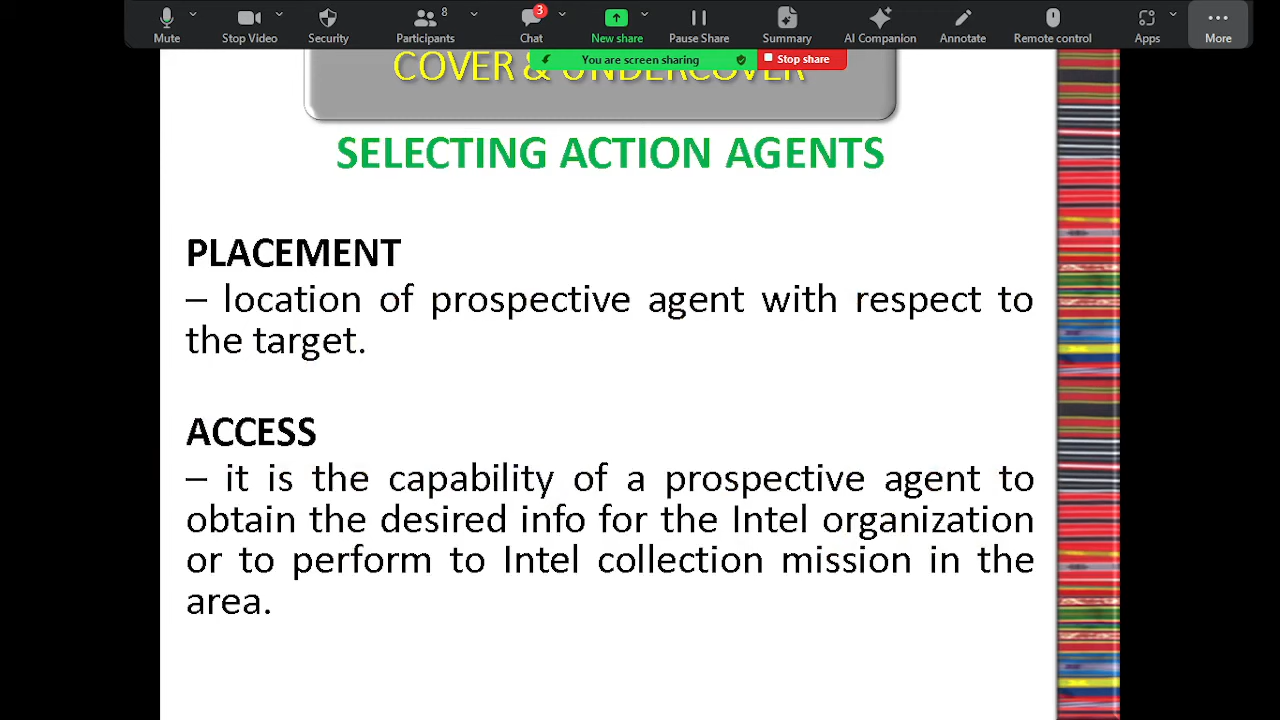 8
3
Mute
Stop Video
Security
Participants
Chat
New share
Pause Share
Summary
AI Companion
Annotate
Remote control
Apps
More
You are screen sharing
Stop share
COVER & UNDERCOVER
SELECTING ACTION AGENTS
PLACEMENT
– location of prospective agent with respect to
the target.
ACCESS
– it is the capability of a prospective agent to
obtain the desired info for the Intel organization
or to perform to Intel collection mission in the
area.